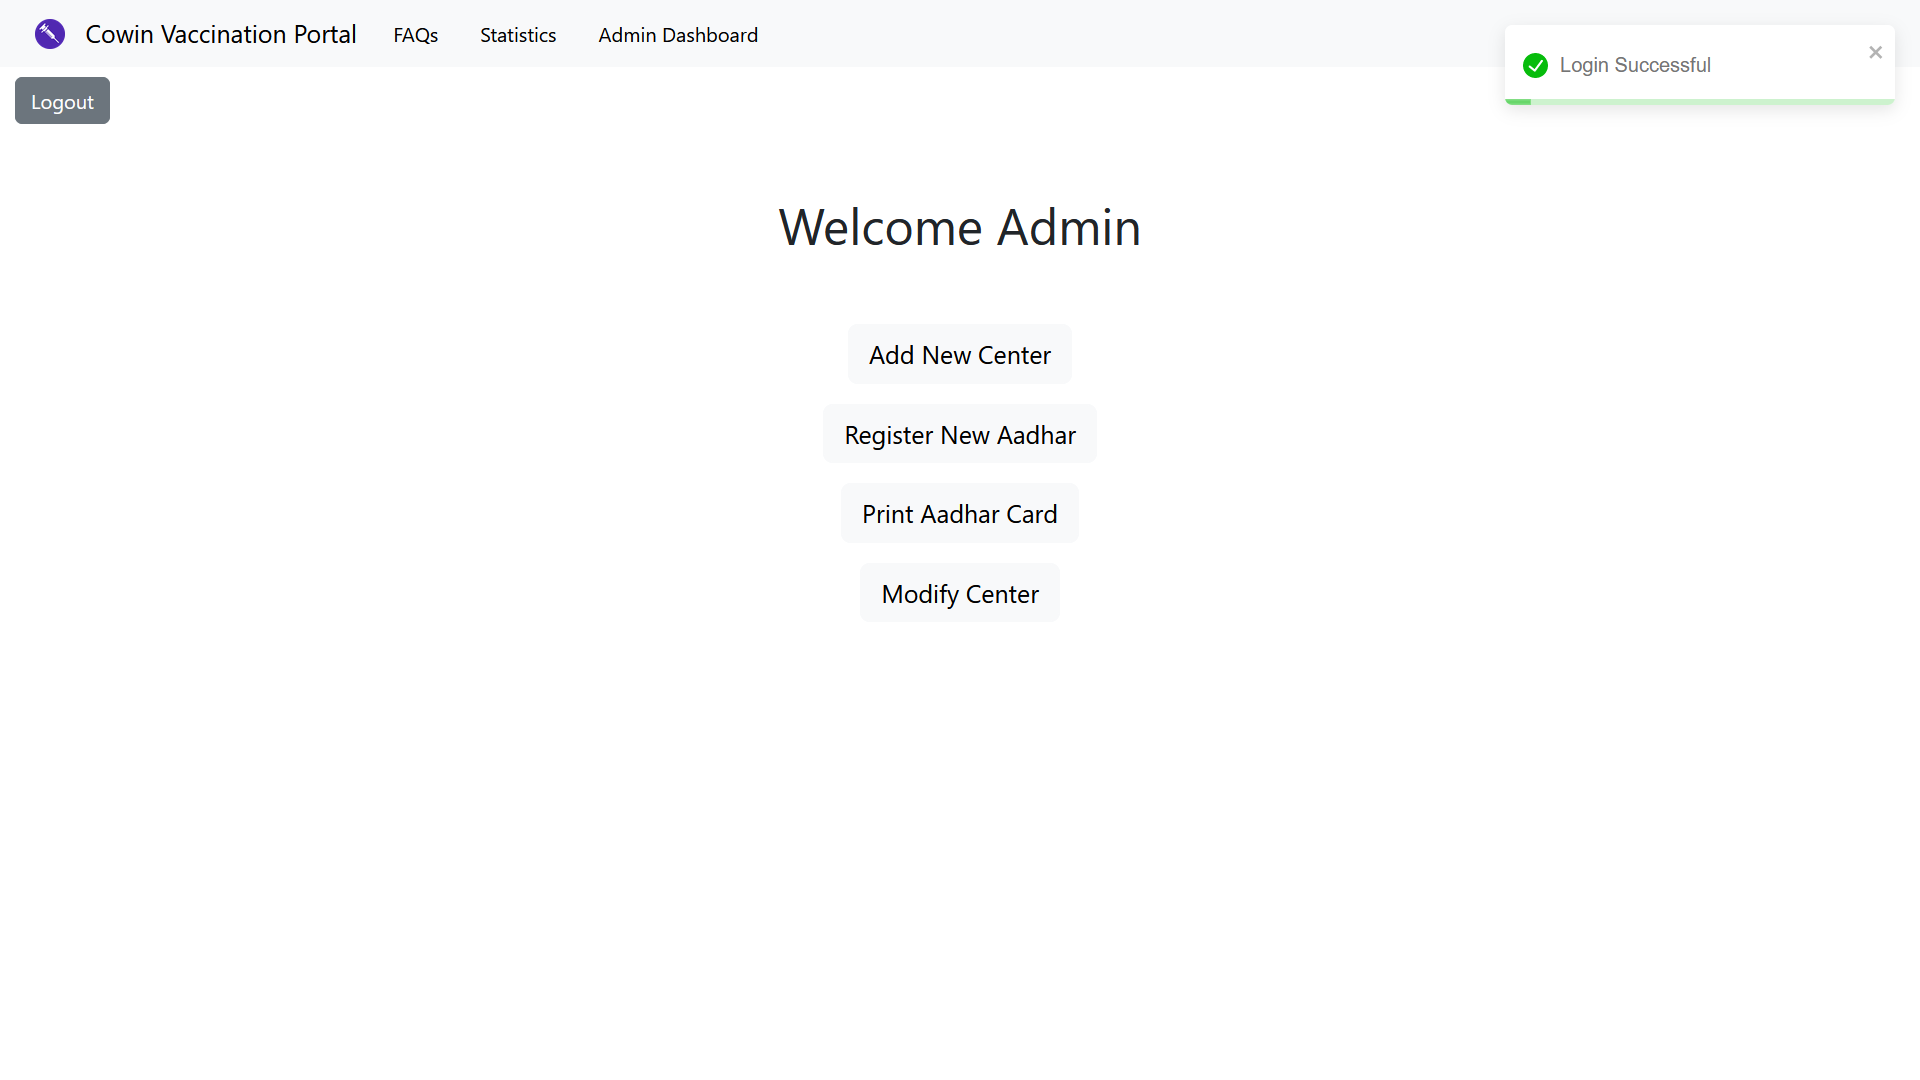 Cowin Vaccination Portal
FAQs
Statistics
Admin Dashboard
Login Successful
Logout
Welcome Admin
Add New Center
Register New Aadhar
Print Aadhar Card
Modify Center